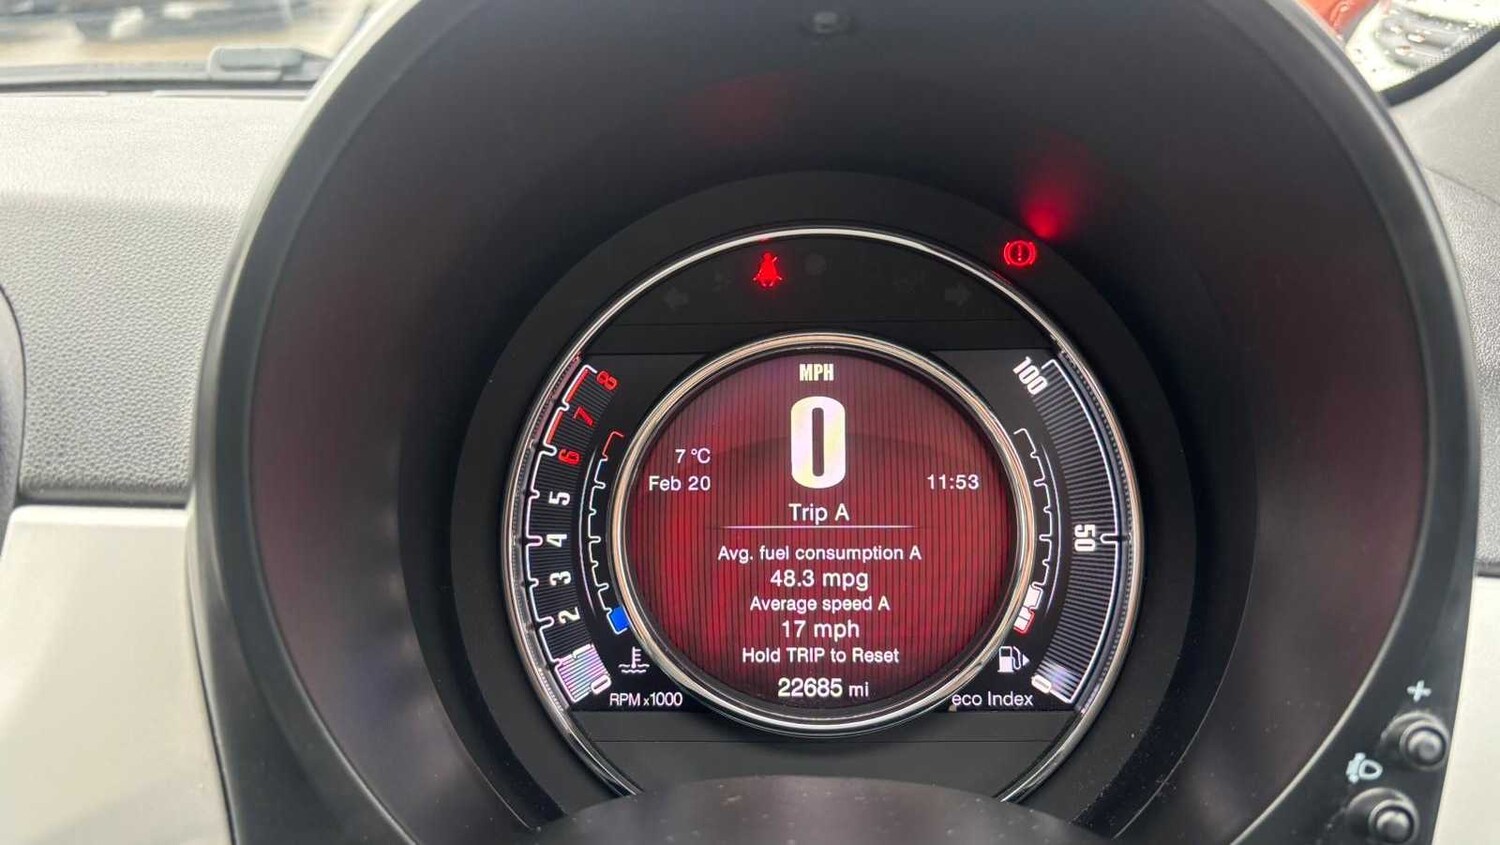 MPH
0
7 °C
Feb 20
11:53
Trip A
Avg. fuel consumption A
48.3 mpg
Average speed A
17 mph
Hold TRIP to Reset
22685 mi
8
7
6
5
4
3
2
1
0
RPM x1000
100
50
0
eco Index
+